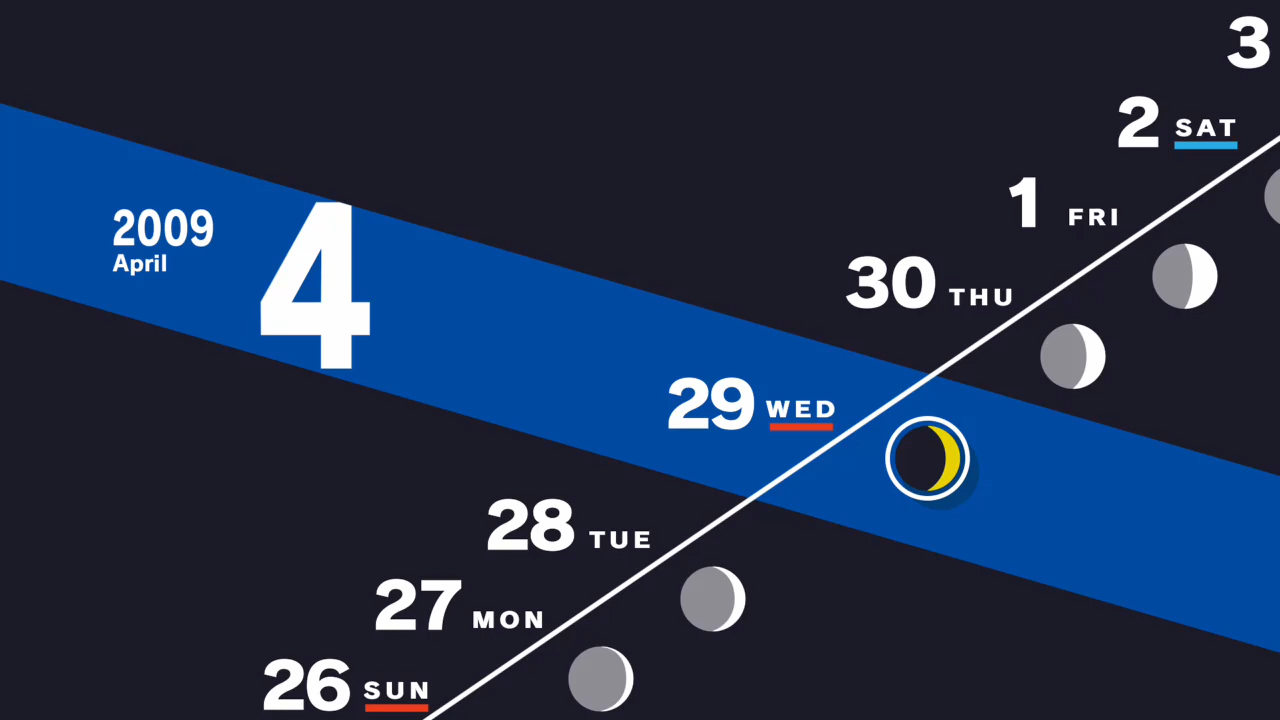 3
2 SAT
1 FRI
2009
April
4
30 THU
29 WED
28 TUE
27 MON
26 SUN